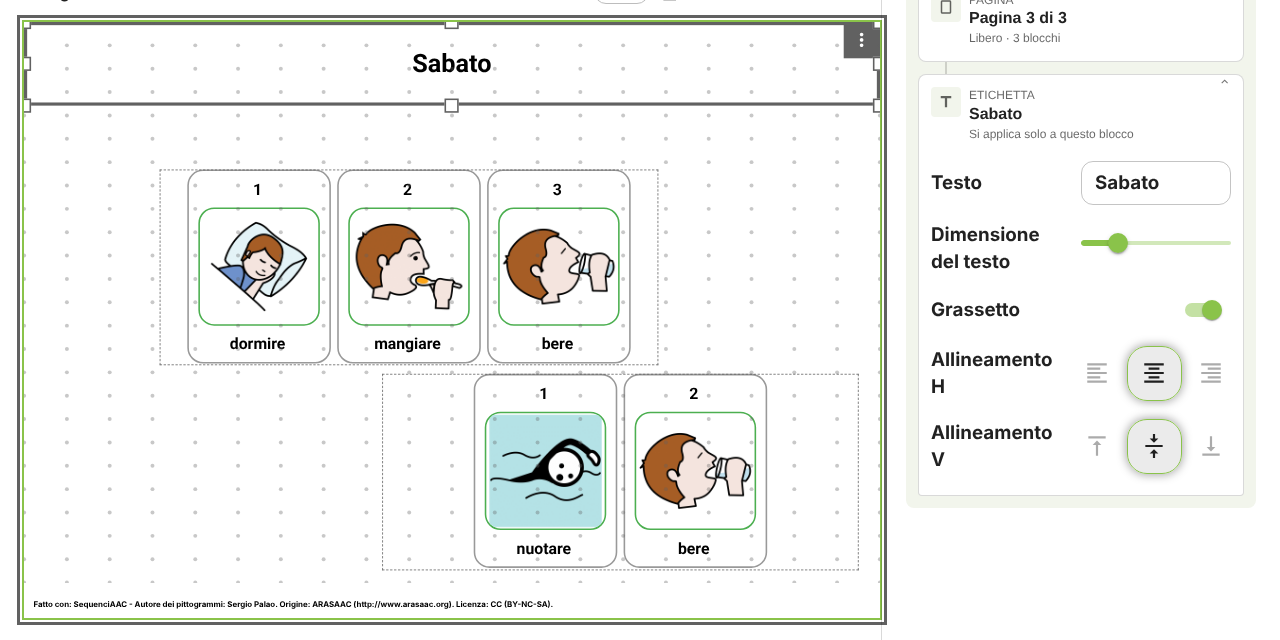 Sabato
1
2
3
dormire
mangiare
bere
1
2
nuotare
bere
Fatto con: SequenciAAC - Autore dei pittogrammi: Sergio Palao. Origine: ARASAAC (http://www.arasaac.org). Licenza: CC (BY-NC-SA).
PAGINA
Pagina 3 di 3
Libero · 3 blocchi
T
ETICHETTA
Sabato
Si applica solo a questo blocco
Testo
Sabato
Dimensione
del testo
Grassetto
Allineamento
H
Allineamento
V